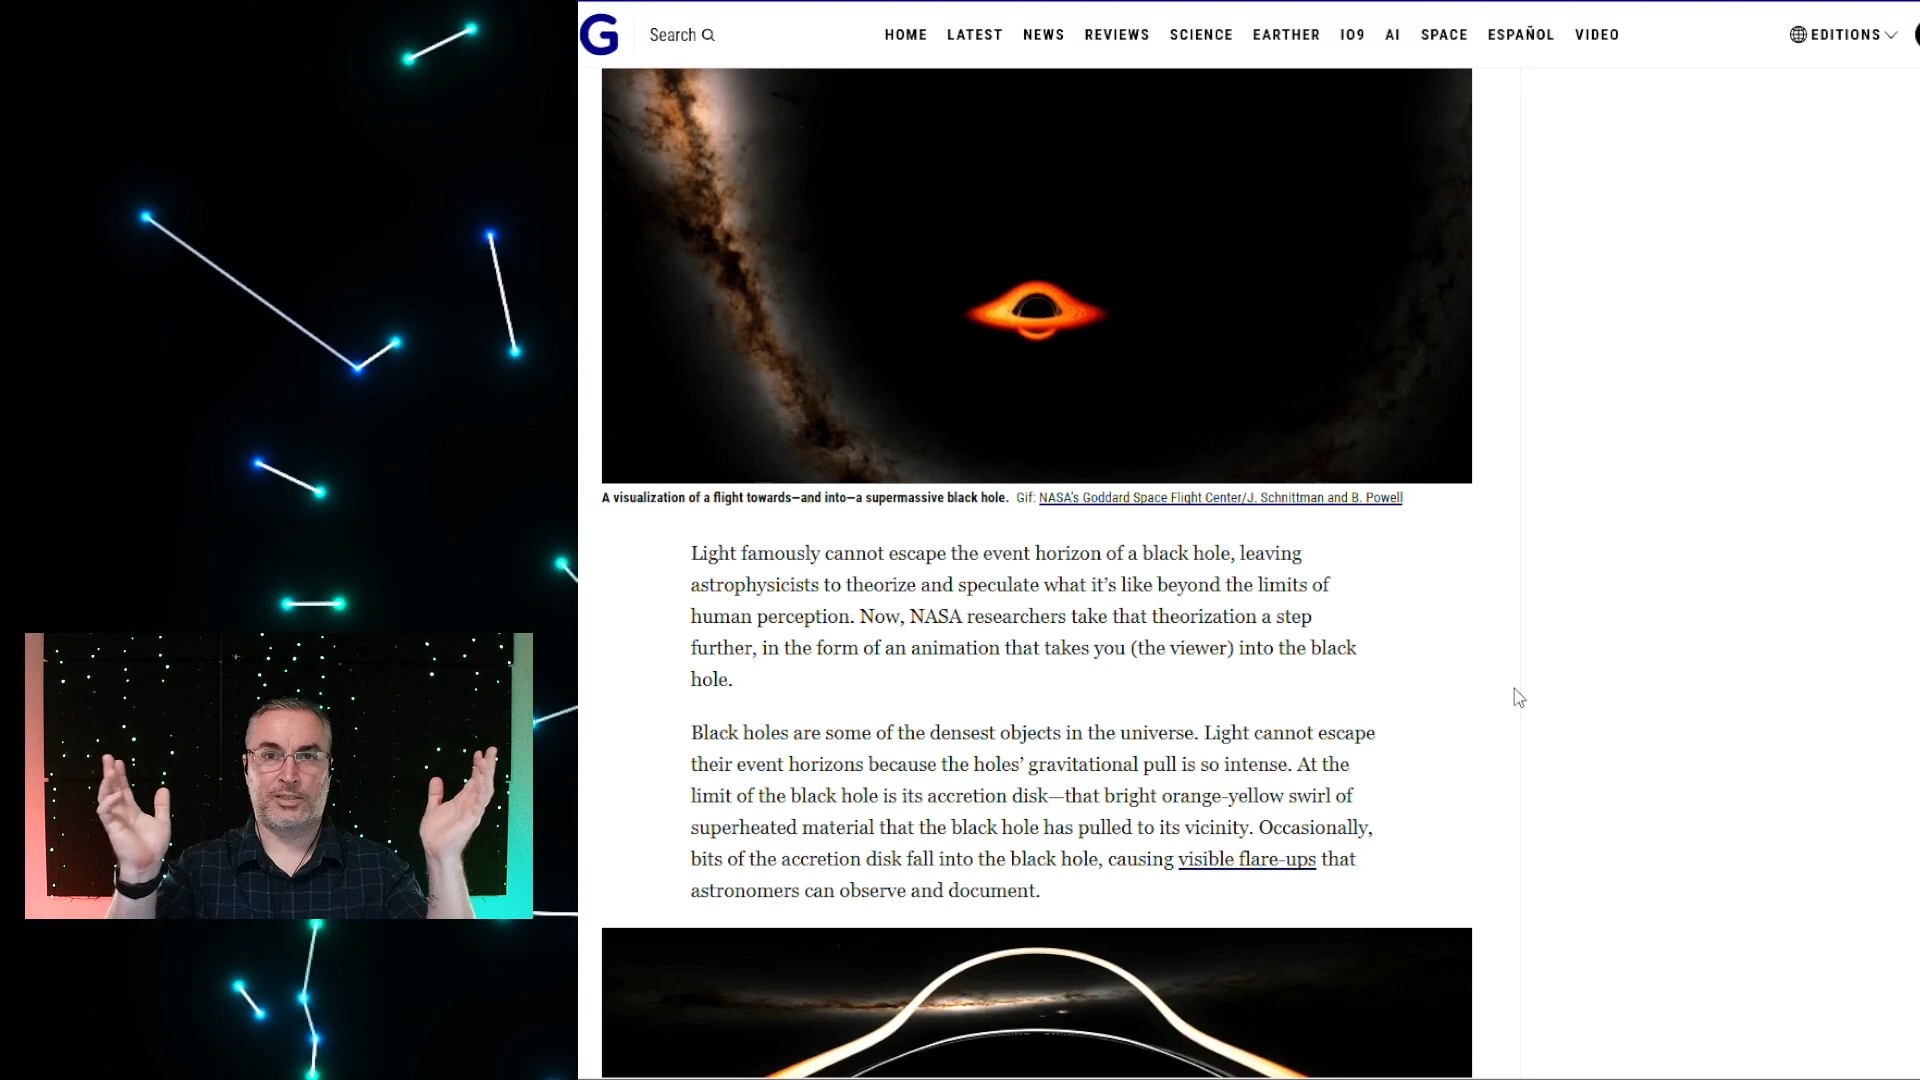 G
Search
HOME LATEST NEWS REVIEWS SCIENCE EARTHER IO9 AI SPACE ESPAÑOL VIDEO
EDITIONS
A visualization of a flight towards—and into—a supermassive black hole. Gif: NASA's Goddard Space Flight Center/J. Schnittman and B. Powell
Light famously cannot escape the event horizon of a black hole, leaving
astrophysicists to theorize and speculate what it's like beyond the limits of
human perception. Now, NASA researchers take that theorization a step
further, in the form of an animation that takes you (the viewer) into the black
hole.
Black holes are some of the densest objects in the universe. Light cannot escape
their event horizons because the holes' gravitational pull is so intense. At the
limit of the black hole is its accretion disk—that bright orange-yellow swirl of
superheated material that the black hole has pulled to its vicinity. Occasionally,
bits of the accretion disk fall into the black hole, causing visible flare-ups that
astronomers can observe and document.